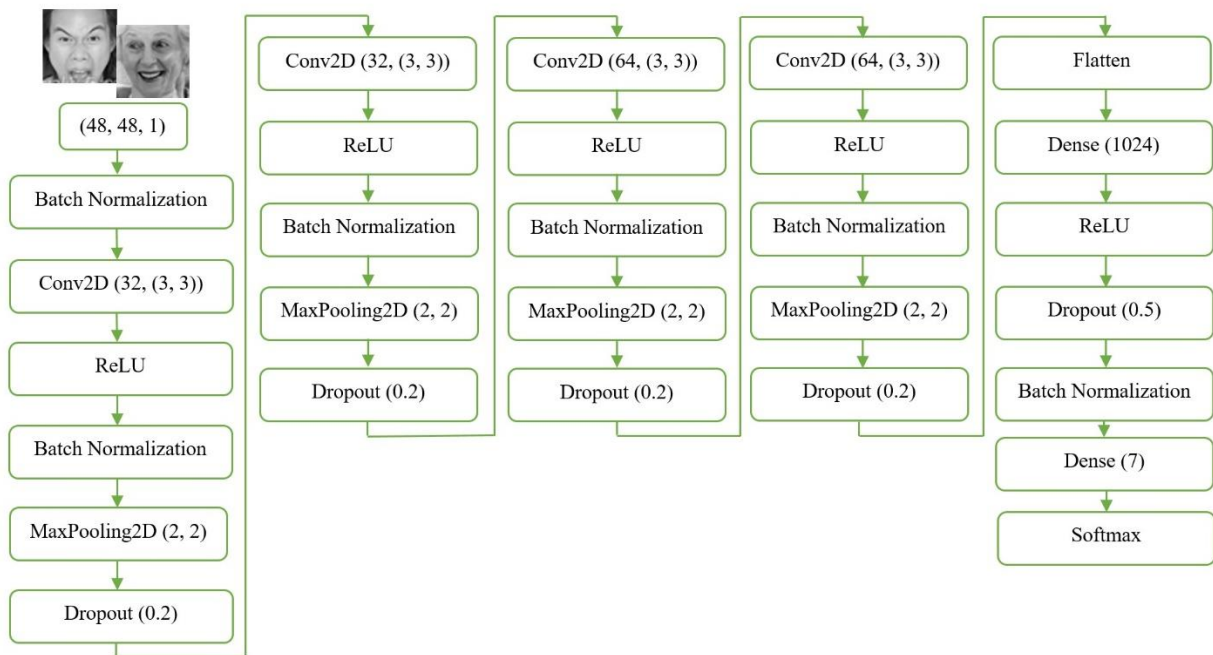 (48, 48, 1)
Batch Normalization
Conv2D (32, (3, 3))
ReLU
Batch Normalization
MaxPooling2D (2, 2)
Dropout (0.2)
Conv2D (32, (3, 3))
ReLU
Batch Normalization
MaxPooling2D (2, 2)
Dropout (0.2)
Conv2D (64, (3, 3))
ReLU
Batch Normalization
MaxPooling2D (2, 2)
Dropout (0.2)
Conv2D (64, (3, 3))
ReLU
Batch Normalization
MaxPooling2D (2, 2)
Dropout (0.2)
Flatten
Dense (1024)
ReLU
Dropout (0.5)
Batch Normalization
Dense (7)
Softmax